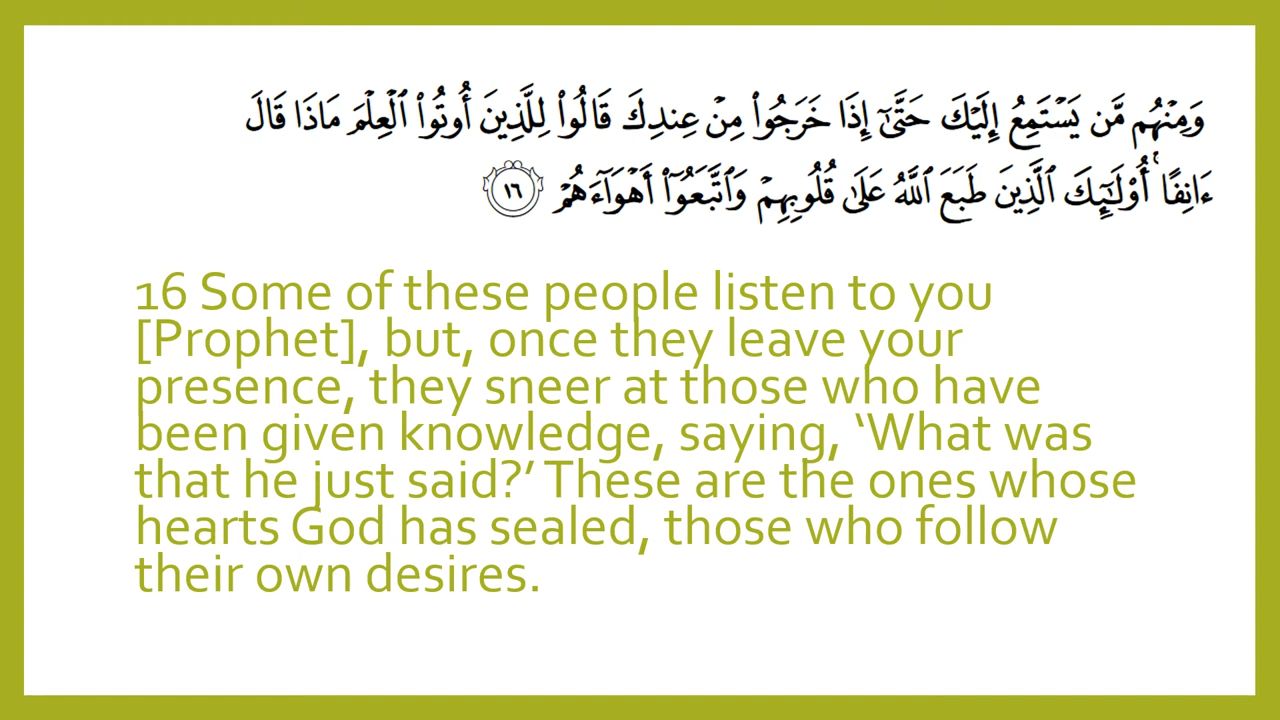 وَمِنْهُم مَّن يَسْتَمِعُ إِلَيْكَ حَتَّىٰٓ إِذَا خَرَجُوا۟ مِنْ عِندِكَ قَالُوا۟ لِلَّذِينَ أُوتُوا۟ ٱلْعِلْمَ مَاذَا قَالَ
ءَانِفًا ۚ أُو۟لَـٰٓئِكَ ٱلَّذِينَ طَبَعَ ٱللَّهُ عَلَىٰ قُلُوبِهِمْ وَٱتَّبَعُوٓا۟ أَهْوَآءَهُمْ ١٦
16 Some of these people listen to you
[Prophet], but, once they leave your
presence, they sneer at those who have
been given knowledge, saying, ‘What was
that he just said?’ These are the ones whose
hearts God has sealed, those who follow
their own desires.